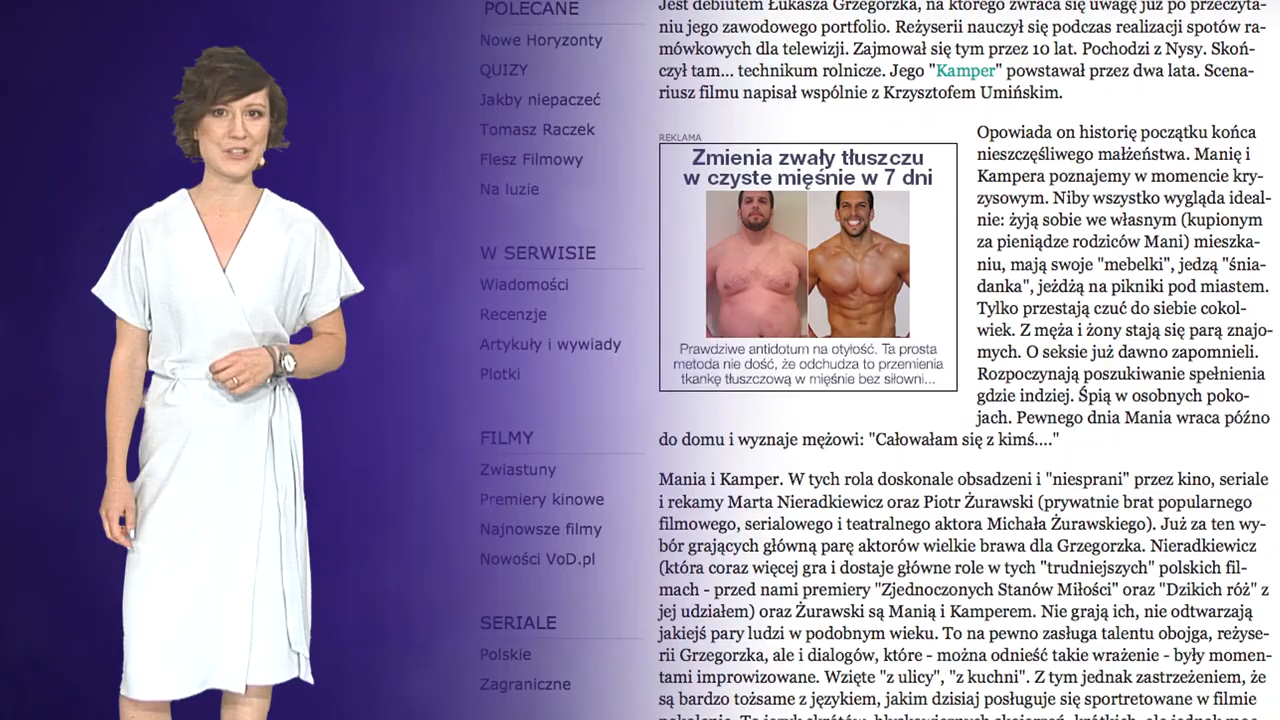 POLECANE
Nowe Horyzonty
QUIZY
Jakby niepaczeć
Tomasz Raczek
Flesz Filmowy
Na luzie
W SERWISIE
Wiadomości
Recenzje
Artykuły i wywiady
Plotki
FILMY
Zwiastuny
Premiery kinowe
Najnowsze filmy
Nowości VoD.pl
SERIALE
Polskie
Zagraniczne
Jest debiutem Łukasza Grzegorzka, na którego zwraca się uwagę już po przeczyta-
niu jego zawodowego portfolio. Reżyserii nauczył się podczas realizacji spotów ra-
mówkowych dla telewizji. Zajmował się tym przez 10 lat. Pochodzi z Nysy. Skoń-
czył tam... technikum rolnicze. Jego "Kamper" powstawał przez dwa lata. Scena-
riusz filmu napisał wspólnie z Krzysztofem Umińskim.
REKLAMA
Zmienia zwały tłuszczu
w czyste mięśnie w 7 dni
Prawdziwe antidotum na otyłość. Ta prosta
metoda nie dość, że odchudza to przemienia
tkankę tłuszczową w mięśnie bez siłowni...
Opowiada on historię początku końca
nieszczęśliwego małżeństwa. Manię i
Kampera poznajemy w momencie kry-
zysowym. Niby wszystko wygląda ideal-
nie: żyją sobie we własnym (kupionym
za pieniądze rodziców Mani) mieszka-
niu, mają swoje "mebelki", jedzą "śnia-
danka", jeżdżą na pikniki pod miastem.
Tylko przestają czuć do siebie cokol-
wiek. Z męża i żony stają się parą znajo-
mych. O seksie już dawno zapomnieli.
Rozpoczynają poszukiwanie spełnienia
gdzie indziej. Śpią w osobnych poko-
jach. Pewnego dnia Mania wraca późno
do domu i wyznaje mężowi: "Całowałam się z kimś...."
Mania i Kamper. W tych rola doskonale obsadzeni i "niesprani" przez kino, seriale
i rekamy Marta Nieradkiewicz oraz Piotr Żurawski (prywatnie brat popularnego
filmowego, serialowego i teatralnego aktora Michała Żurawskiego). Już za ten wy-
bór grających główną parę aktorów wielkie brawa dla Grzegorzka. Nieradkiewicz
(która coraz więcej gra i dostaje główne role w tych "trudniejszych" polskich fil-
mach - przed nami premiery "Zjednoczonych Stanów Miłości" oraz "Dzikich róż" z
jej udziałem) oraz Żurawski są Manią i Kamperem. Nie grają ich, nie odtwarzają
jakiejś pary ludzi w podobnym wieku. To na pewno zasługa talentu obojga, reżyse-
rii Grzegorzka, ale i dialogów, które - można odnieść takie wrażenie - były momen-
tami improwizowane. Wzięte "z ulicy", "z kuchni". Z tym jednak zastrzeżeniem, że
są bardzo tożsame z językiem, jakim dzisiaj posługuje się sportretowane w filmie